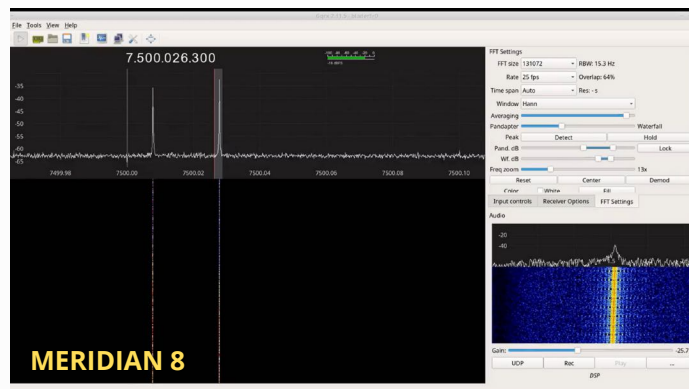 File Tools View Help
7.500.026.300
FFT Settings
FFT size 131072 RBW: 15.3 Hz
Rate 25 fps Overlap: 64%
Time span Auto Res: - s
Window Hann
Averaging
Pandapter Waterfall
Peak Detect Hold
Pand. dB Lock
Wf. dB
Freq zoom 13x
Reset Center Demod
Color White Fill
Input controls Receiver Options FFT Settings
Audio
-35
-40
-45
-50
-55
-60
-65
7499.98 7500.00 7500.02 7500.04 7500.06 7500.08 7500.10
-20
-40
Gain:
UDP Rec Play ...
DSP
MERIDIAN 8